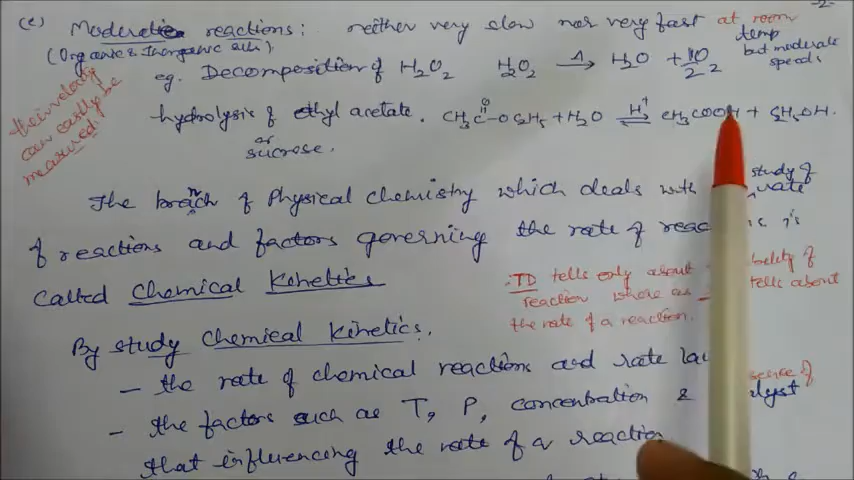 -2-
(c) Moderate reactions: neither very slow nor very fast at room temp
but moderate speeds
(Organic & Inorganic
their velocity can easily be measured.
eg. Decomposition of H2O2 H2O2 —Δ→ H2O + 1/2 O2
hydrolysis of ethyl acetate. CH3C-OC2H5 + H2O H+ ⇌ CH3COOH + C2H5OH.
or
sucrose.
The branch of Physical chemistry which deals with study of rate
of reactions and factors governing the rate of is
called Chemical Kinetics
:TD tells only about of
reaction where as tells about
the rate of a reaction.
By study Chemical Kinetics.
- the rate of chemical reactions and rate
- the factors such as T, P, concentration &
that influencing the rate of a reaction